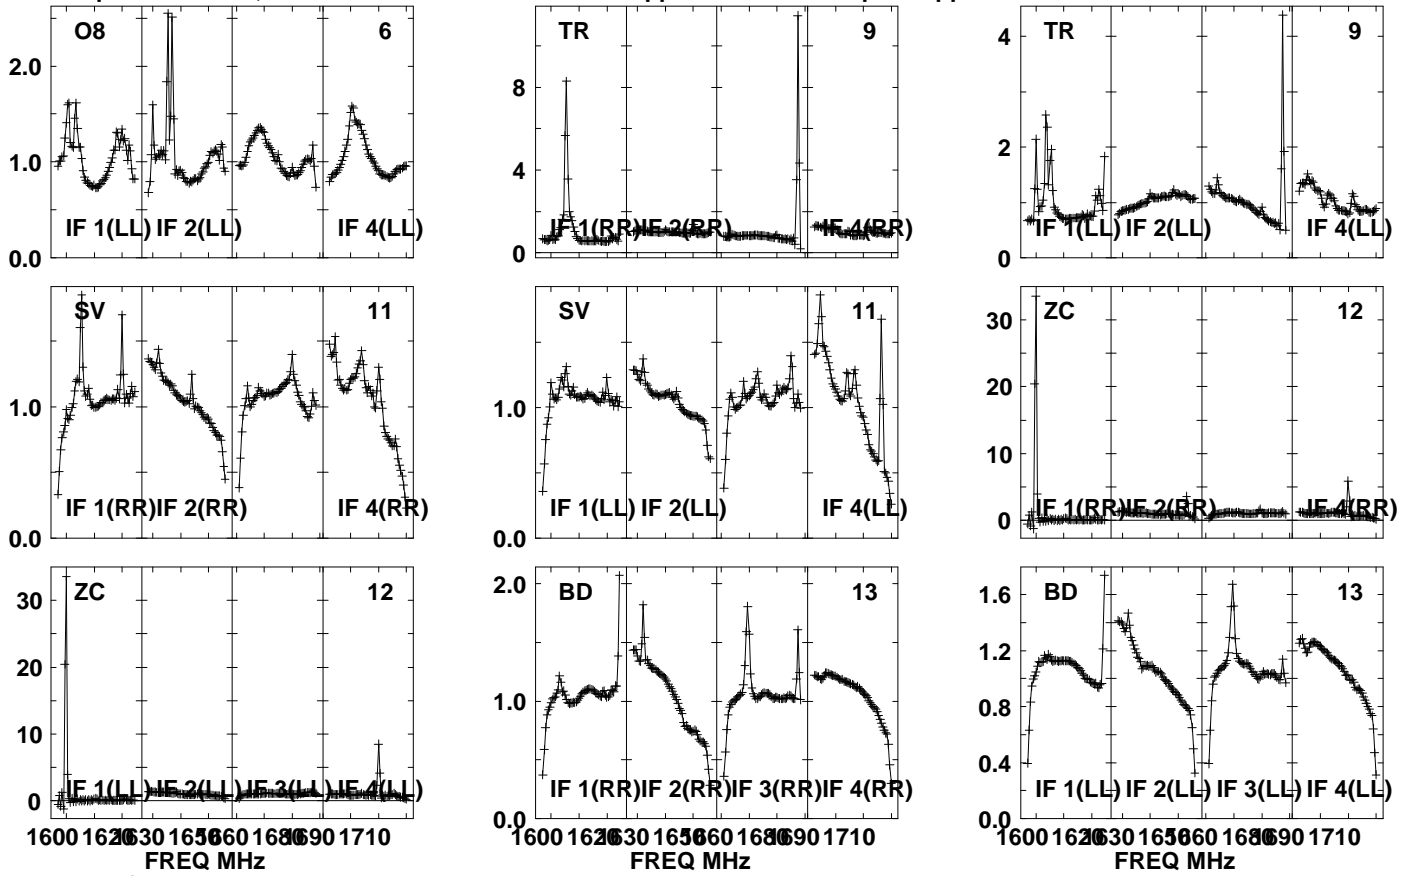 O8 6
2.0
1.0
0.0
IF 1(LL) IF 2(LL) IF 4(LL)
TR 9
8
4
0
IF 1(RR) IF 2(RR) IF 4(RR)
TR 9
4
2
0
IF 1(LL) IF 2(LL) IF 4(LL)
SV 11
1.0
0.0
IF 1(RR) IF 2(RR) IF 4(RR)
SV 11
1.0
0.0
IF 1(LL) IF 2(LL) IF 4(LL)
ZC 12
30
20
10
0
IF 1(RR) IF 2(RR) IF 4(RR)
ZC 12
30
20
10
0
IF 1(LL) IF 2(LL) IF 3(LL) IF 4(LL)
1600 1620 1630 1650 1660 1680 1690 1710
FREQ MHz
BD 13
2.0
1.0
0.0
IF 1(RR) IF 2(RR) IF 3(RR) IF 4(RR)
1600 1620 1630 1650 1660 1680 1690 1710
FREQ MHz
BD 13
1.6
1.2
0.8
0.4
0.0
IF 1(LL) IF 2(LL) IF 3(LL) IF 4(LL)
1600 1620 1630 1650 1660 1680 1690 1710
FREQ MHz